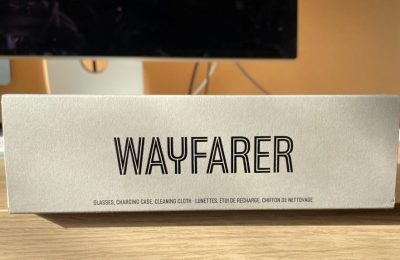 WAYFARER
GLASSES, CHARGING CASE, CLEANING CLOTH · LUNETTES, ÉTUI DE RECHARGE, CHIFFON DE NETTOYAGE